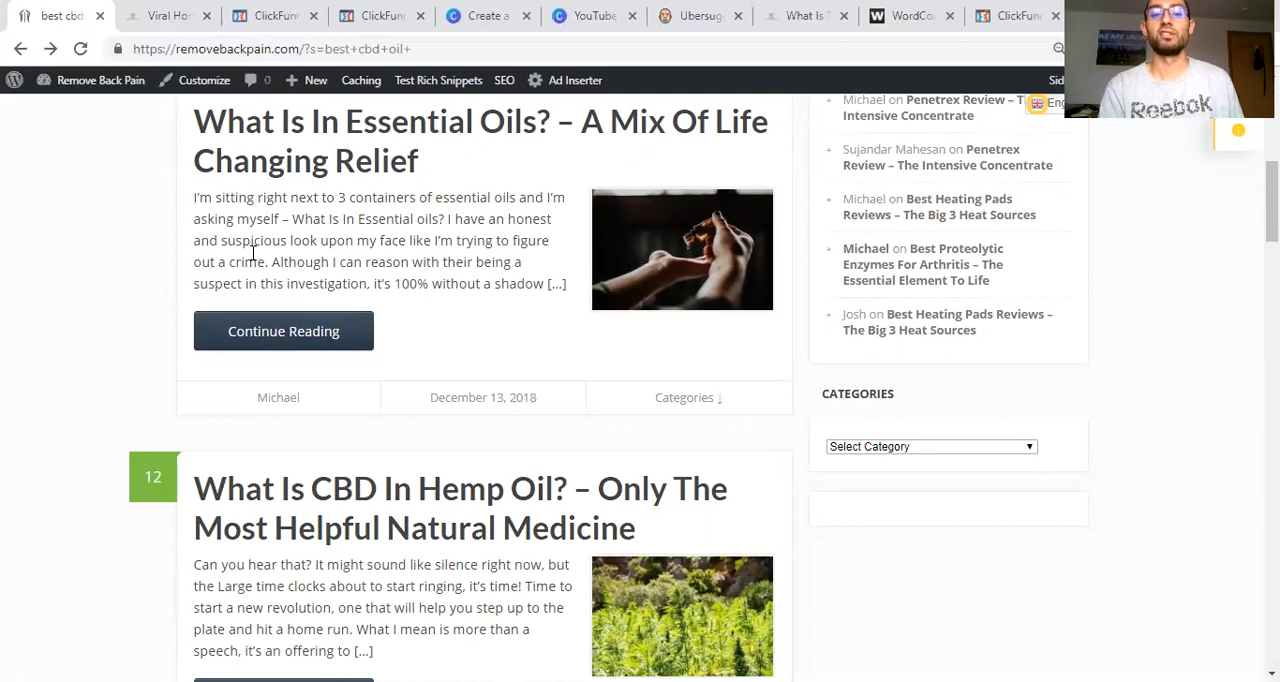 best cbd
Viral Ho
ClickFun
ClickFun
Create a
YouTube
Ubersug
What Is T
WordCo
ClickFun
https://removebackpain.com/?s=best+cbd+oil+
Remove Back Pain
Customize
0
New
Caching
Test Rich Snippets
SEO
Ad Inserter
Sid
WE ARE UNION
Reebok
What Is In Essential Oils? – A Mix Of Life
Changing Relief
I'm sitting right next to 3 containers of essential oils and I'm
asking myself – What Is In Essential oils? I have an honest
and suspicious look upon my face like I'm trying to figure
out a crime. Although I can reason with their being a
suspect in this investigation, it's 100% without a shadow […]
Continue Reading
Michael
December 13, 2018
Categories ↓
12
What Is CBD In Hemp Oil? – Only The
Most Helpful Natural Medicine
Can you hear that? It might sound like silence right now, but
the Large time clocks about to start ringing, it's time! Time to
start a new revolution, one that will help you step up to the
plate and hit a home run. What I mean is more than a
speech, it's an offering to […]
Michael on Penetrex Review – T
Intensive Concentrate
Eng
Sujandar Mahesan on Penetrex
Review – The Intensive Concentrate
Michael on Best Heating Pads
Reviews – The Big 3 Heat Sources
Michael on Best Proteolytic
Enzymes For Arthritis – The
Essential Element To Life
Josh on Best Heating Pads Reviews –
The Big 3 Heat Sources
CATEGORIES
Select Category